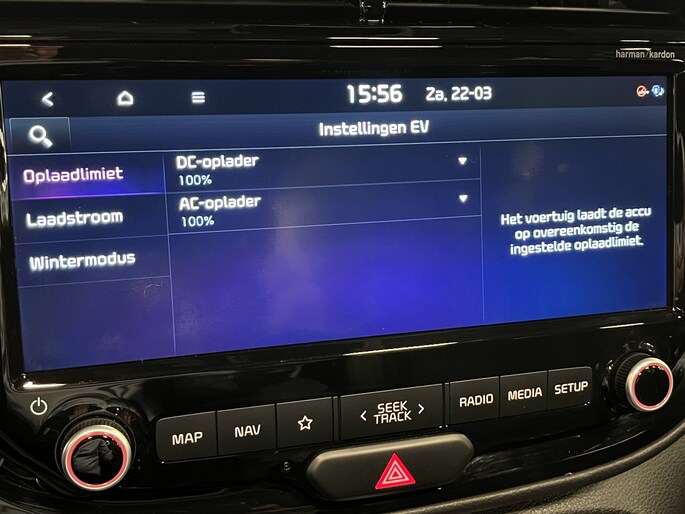 harman/kardon
15:56 Za, 22-03
Instellingen EV
Oplaadlimiet
Laadstroom
Wintermodus
DC-oplader
100%
AC-oplader
100%
Het voertuig laadt de accu
op overeenkomstig de
ingestelde oplaadlimiet.
MAP
NAV
SEEK
TRACK
RADIO
MEDIA
SETUP